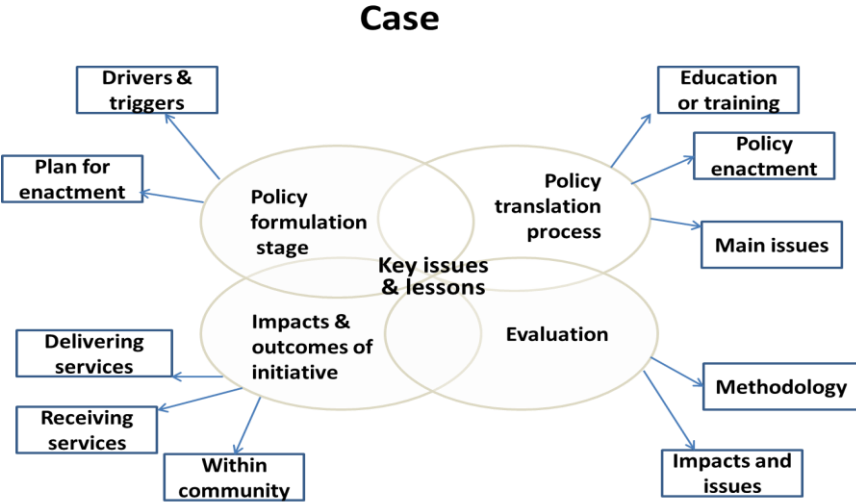 Case
Drivers &
triggers
Plan for
enactment
Policy
formulation
stage
Education
or training
Policy
enactment
Main issues
Policy
translation
process
Key issues
& lessons
Impacts &
outcomes of
initiative
Delivering
services
Receiving
services
Within
community
Evaluation
Methodology
Impacts and
issues